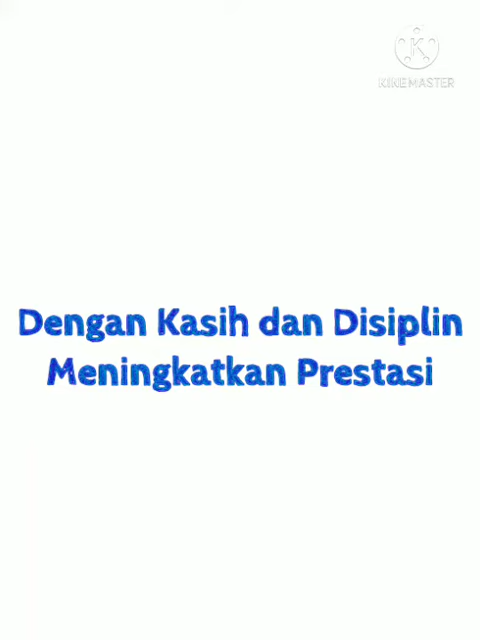 K
KINEMASTER
Dengan Kasih dan Disiplin
Meningkatkan Prestasi